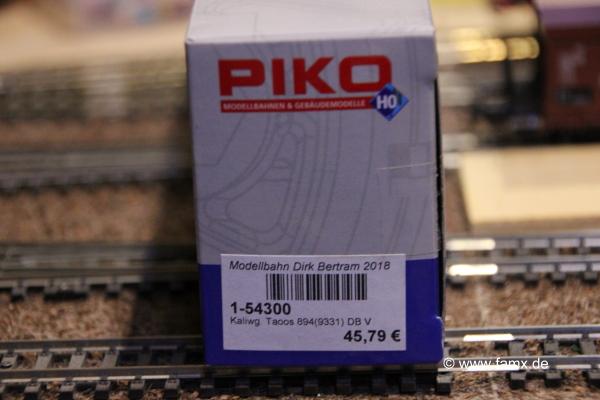 PIKO
MODELLBAHNEN & GEBÄUDEMODELLE
H0
Modellbahn Dirk Bertram 2018
1-54300
Kaliwg. Taoos 894(9331) DB V
45,79 €
© www.famx.de